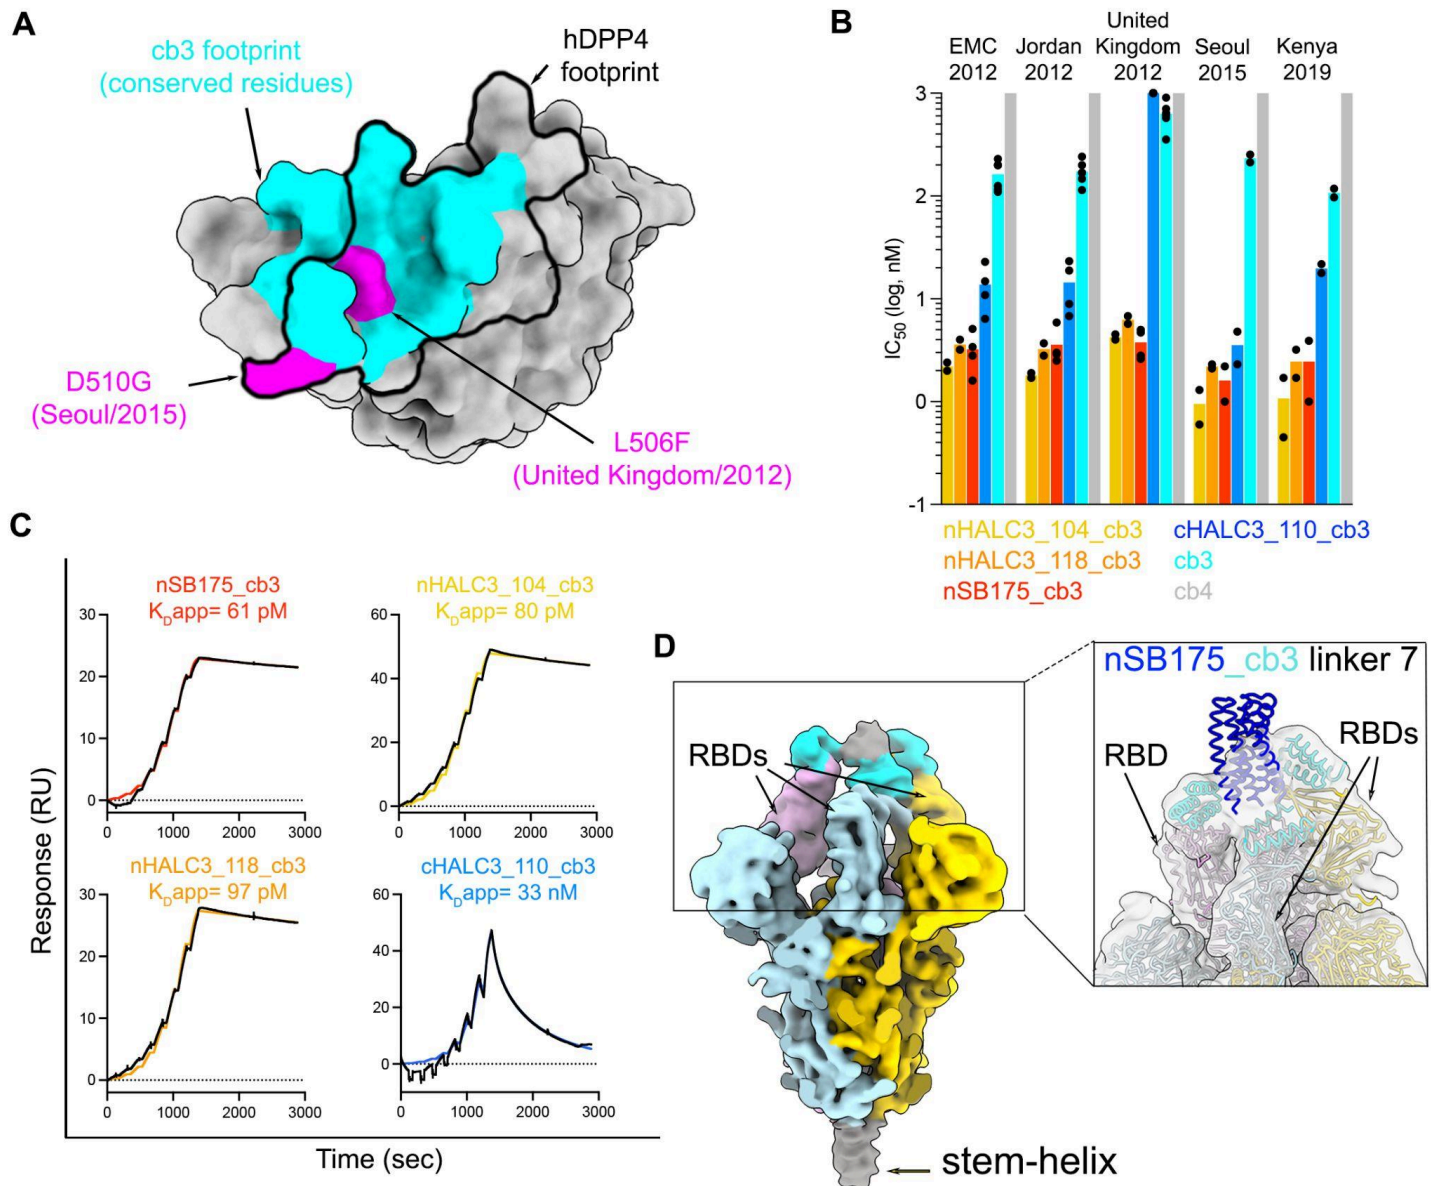 A
cb3 footprint
(conserved residues)
hDPP4
footprint
D510G
(Seoul/2015)
L506F
(United Kingdom/2012)
B
EMC
2012
Jordan
2012
United
Kingdom
2012
Seoul
2015
Kenya
2019
IC50 (log, nM)
3
2
1
0
-1
nHALC3_104_cb3
nHALC3_118_cb3
nSB175_cb3
cHALC3_110_cb3
cb3
cb4
C
Response (RU)
nSB175_cb3
KDapp= 61 pM
30
20
10
0
0 1000 2000 3000
nHALC3_104_cb3
KDapp= 80 pM
60
40
20
0
0 1000 2000 3000
nHALC3_118_cb3
KDapp= 97 pM
30
20
10
0
0 1000 2000 3000
cHALC3_110_cb3
KDapp= 33 nM
60
40
20
0
0 1000 2000 3000
Time (sec)
D
RBDs
stem-helix
nSB175_cb3 linker 7
RBD
RBDs